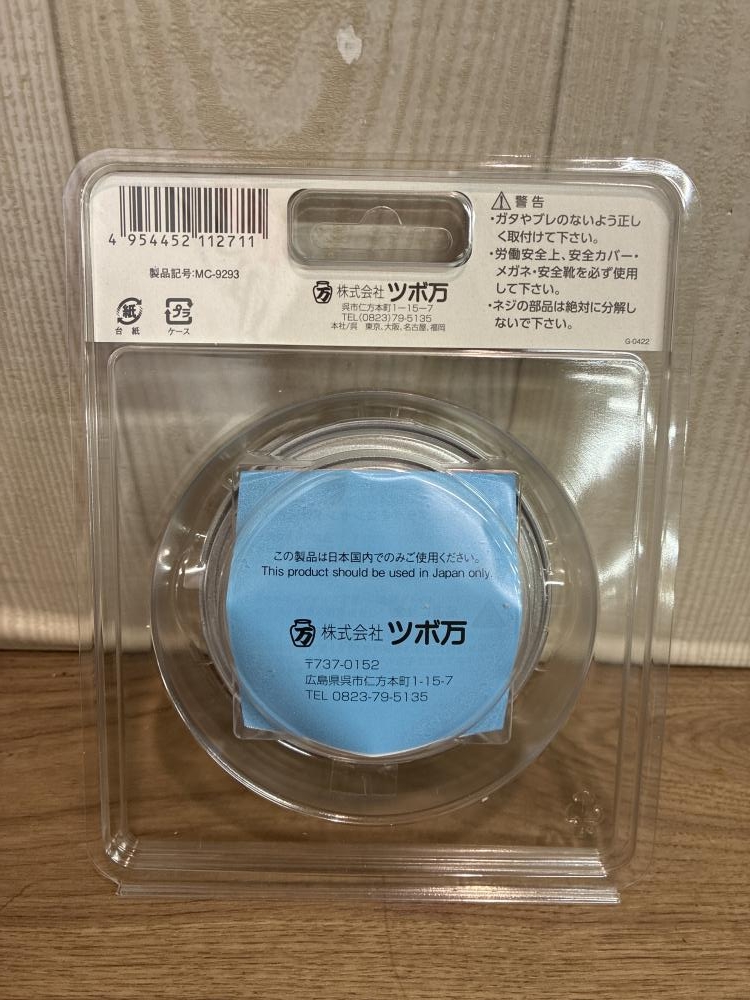 4 954452 112711
製品記号:MC-9293
紙
台 紙
プラ
ケース
万 株式会社 ツボ万
呉市仁方本町1-15-7
TEL(0823)79-5135
本社/呉 東京、大阪、名古屋、福岡
警告
・ガタやブレのないよう正し
く取付けて下さい。
・労働安全上、安全カバー・
メガネ・安全靴を必ず使用
して下さい。
・ネジの部品は絶対に分解し
ないで下さい。
G-0422
この製品は日本国内でのみご使用ください。
This product should be used in Japan only.
万 株式会社 ツボ万
〒737-0152
広島県呉市仁方本町1-15-7
TEL 0823-79-5135